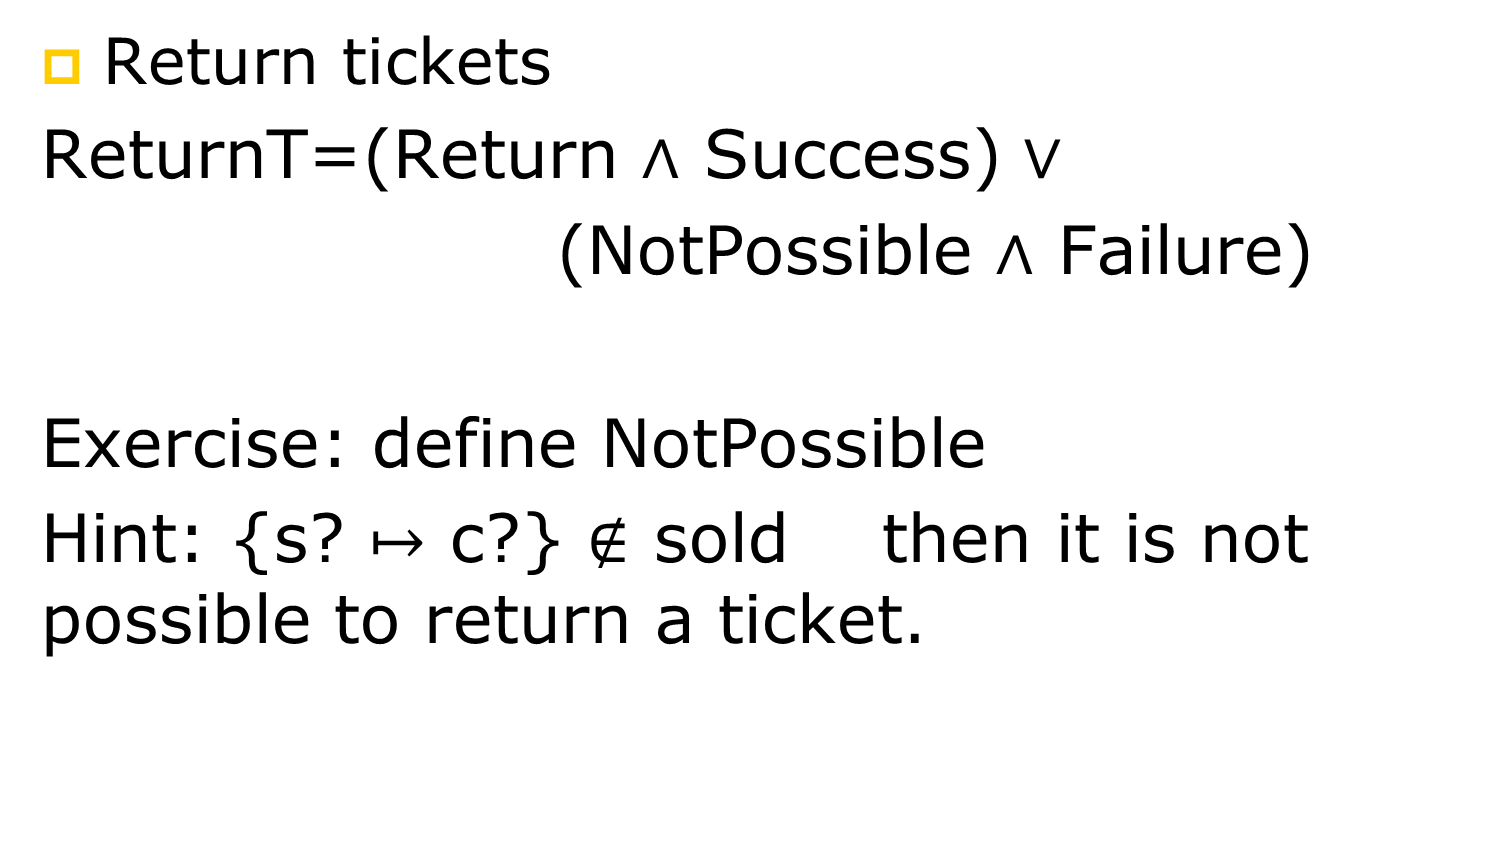 Return tickets
ReturnT=(Return ∧ Success) ∨
(NotPossible ∧ Failure)
Exercise: define NotPossible
Hint: {s? ↦ c?} ∉ sold then it is not
possible to return a ticket.